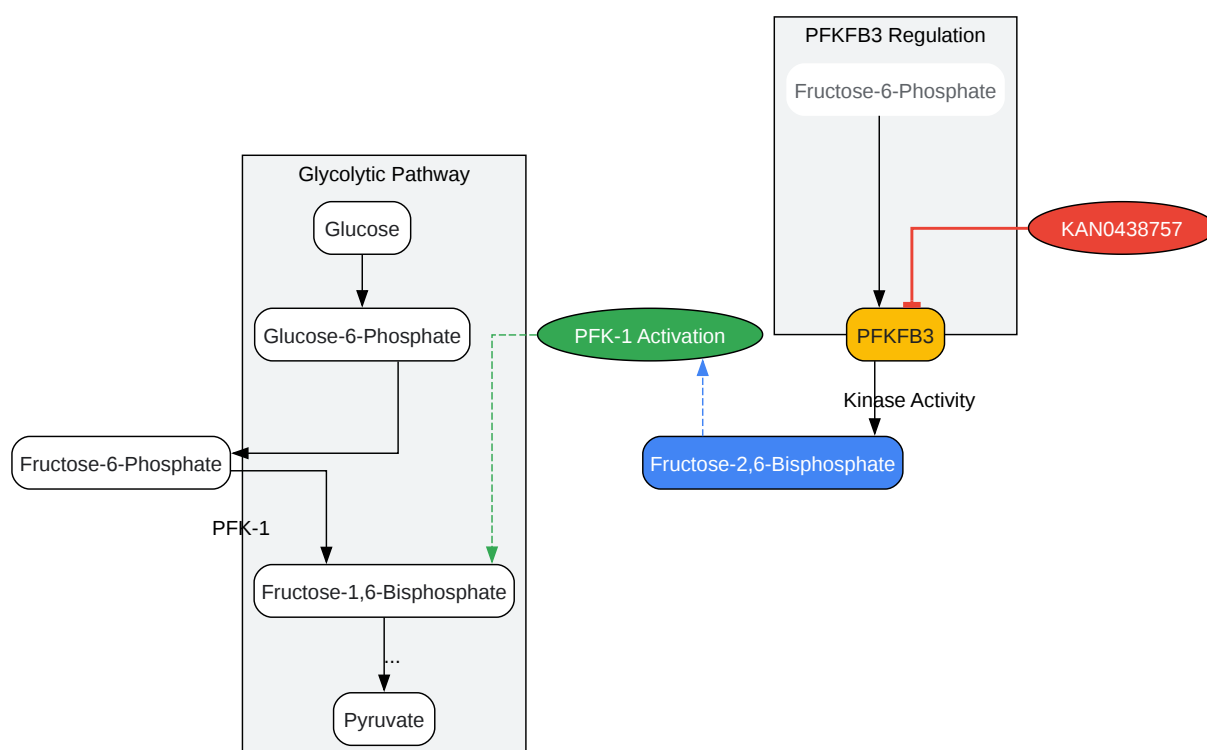 PFKFB3 Regulation
Fructose-6-Phosphate
Glycolytic Pathway
Glucose
KAN0438757
Glucose-6-Phosphate
PFK-1 Activation
PFKFB3
Kinase Activity
Fructose-6-Phosphate
Fructose-2,6-Bisphosphate
PFK-1
Fructose-1,6-Bisphosphate
...
Pyruvate